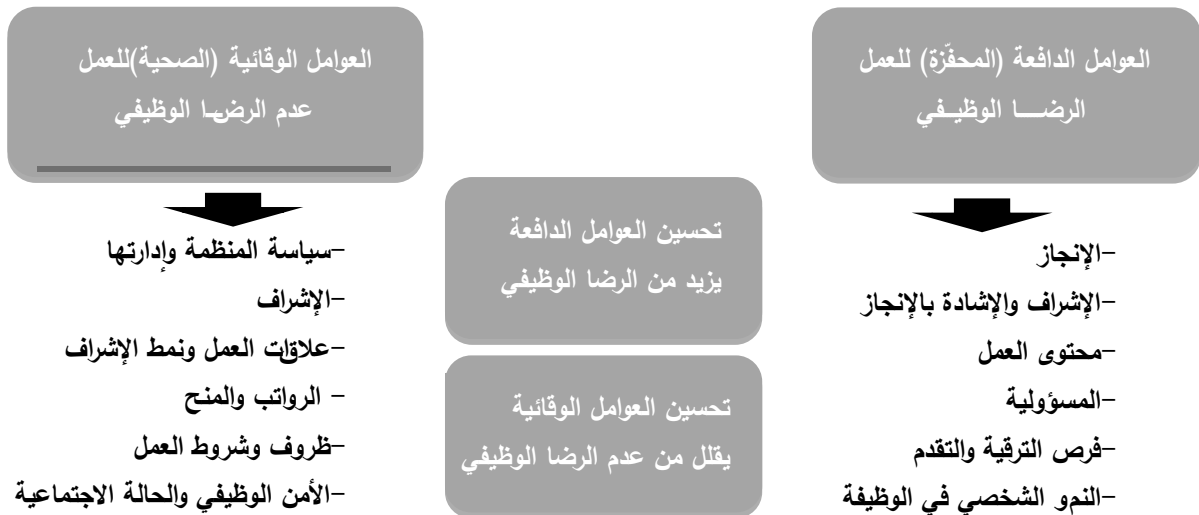 العوامل الدافعة (المحفّزة) للعمل
الرضــا الوظيـفي
-الإنجاز
-الإشراف والإشادة بالإنجاز
-محتوى العمل
-المسؤولية
-فرص الترقية والتقدم
-النمو الشخصي في الوظيفة
تحسين العوامل الدافعة
يزيد من الرضا الوظيفي
تحسين العوامل الوقائية
يقلل من عدم الرضا الوظيفي
العوامل الوقائية (الصحية)للعمل
عدم الرضا الوظيفي
-سياسة المنظمة وإدارتها
-الإشراف
-علاقات العمل ونمط الإشراف
- الرواتب والمنح
-ظروف وشروط العمل
-الأمن الوظيفي والحالة الاجتماعية